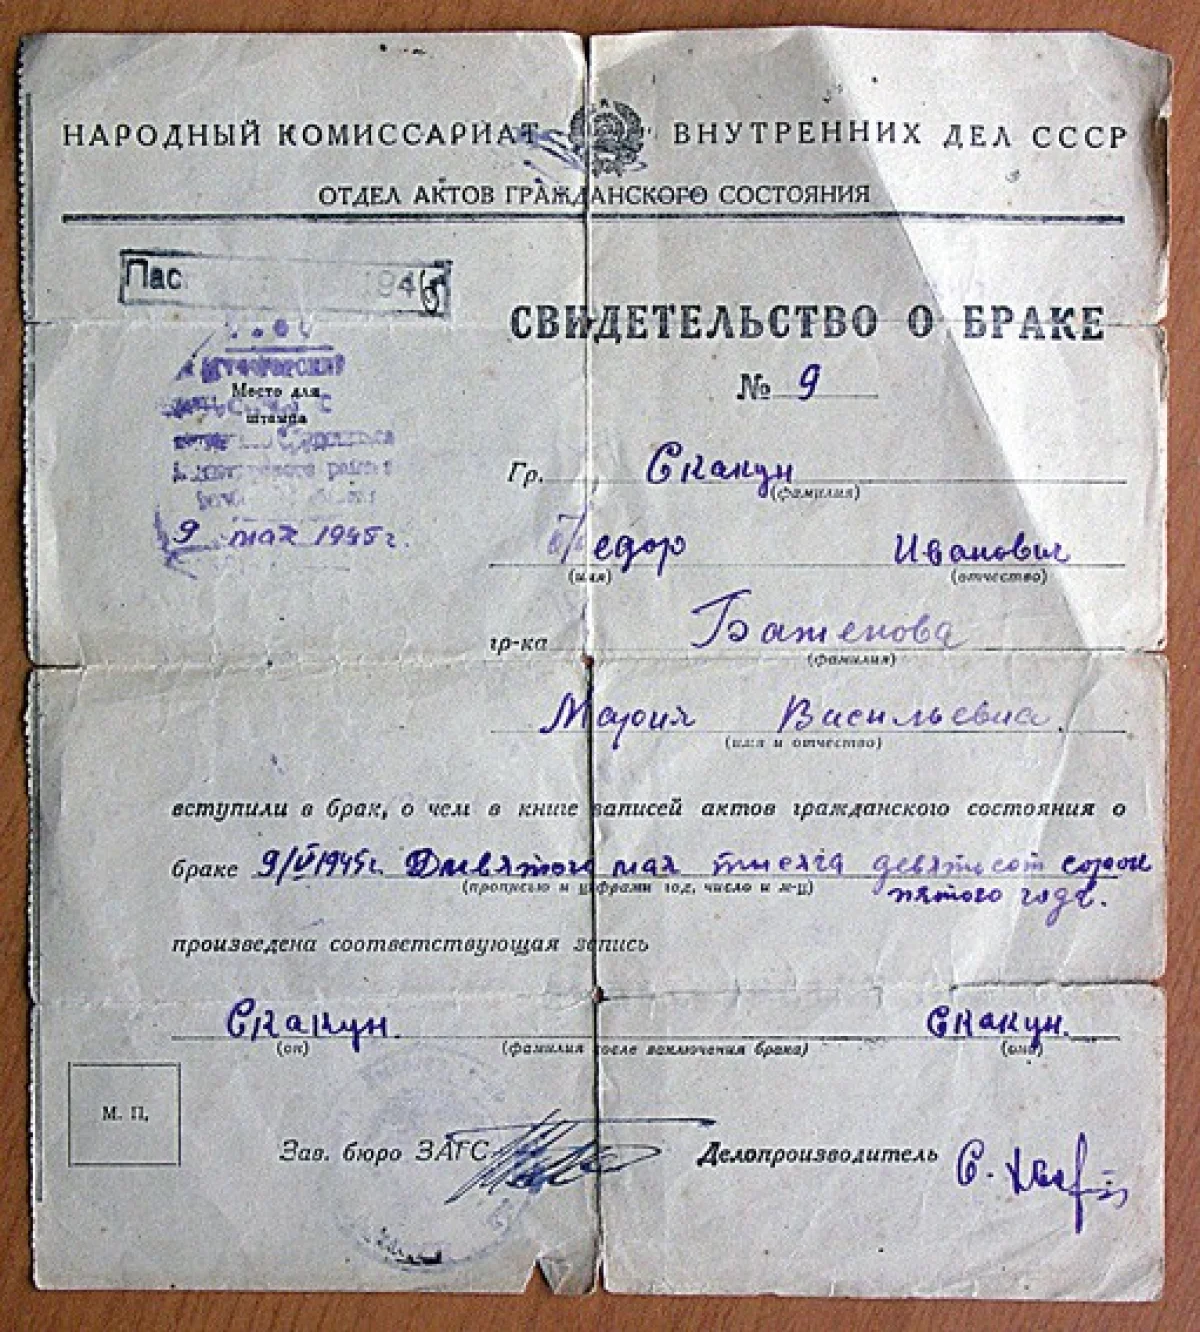 НАРОДНЫЙ КОМИССАРИАТ ВНУТРЕННИХ ДЕЛ СССР
ОТДЕЛ АКТОВ ГРАЖДАНСКОГО СОСТОЯНИЯ
Пас 1945
СВИДЕТЕЛЬСТВО О БРАКЕ
№ 9
Место для
штампа
района
9 мая 1945 г.
Гр. Скакун
(фамилия)
Федор Иванович
(имя) (отчество)
гр-ка Баженова
(фамилия)
Мария Васильевна.
(имя и отчество)
вступили в брак, о чем в книге записей актов гражданского состояния о
браке 9/V 1945 г. Девятого мая тысяча девятьсот сорок
(прописью и цифрами год, число и м-ц) пятого года.
произведена соответствующая запись
Скакун. Скакун.
(он) (фамилия после заключения брака) (она)
М. П.
Зав. бюро ЗАГС Делопроизводитель